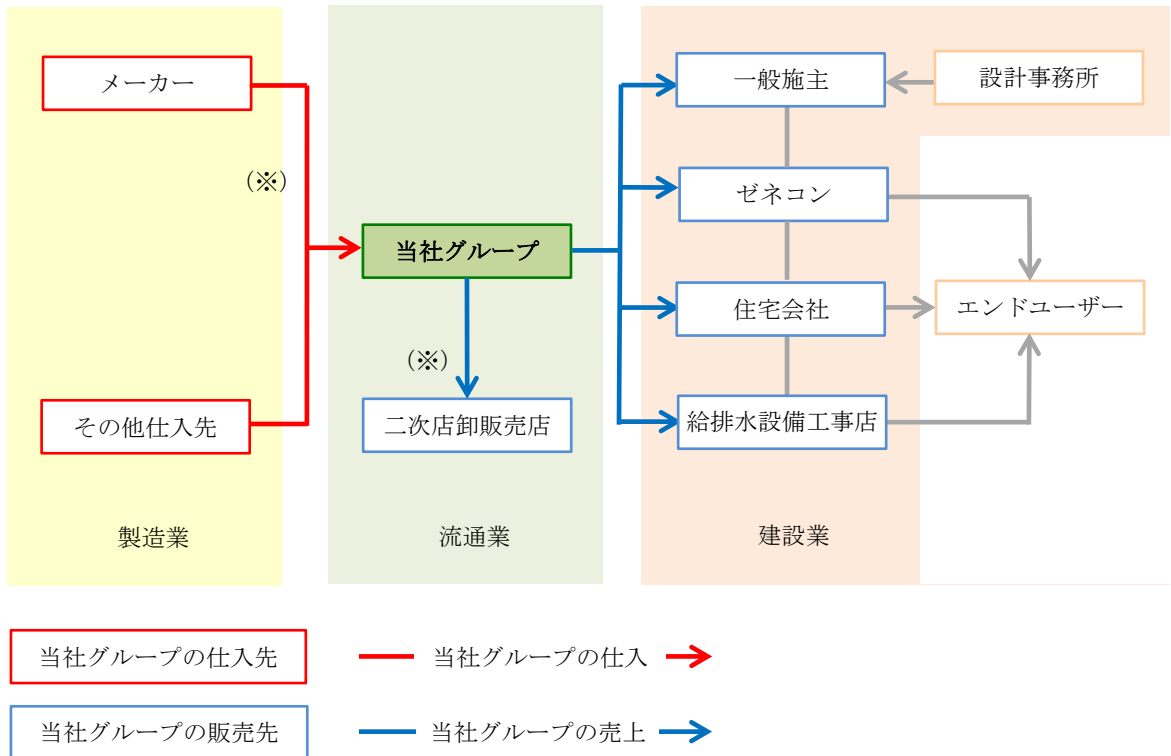 メーカー
一般施主
設計事務所
(※)
ゼネコン
当社グループ
住宅会社
エンドユーザー
(※)
その他仕入先
二次店卸販売店
給排水設備工事店
製造業
流通業
建設業
当社グループの仕入先
当社グループの仕入
当社グループの販売先
当社グループの売上